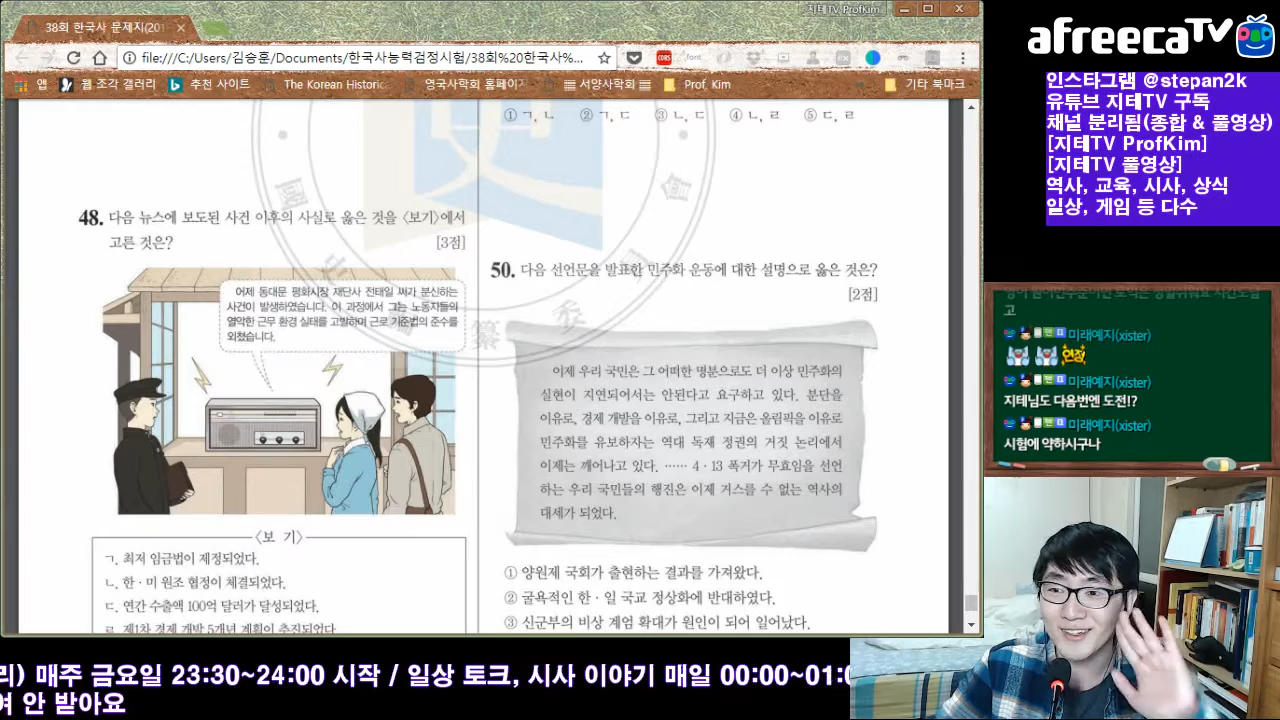 지테TV ProfKim
38회 한국사 문제지(201
file:///C:/Users/김승훈/Documents/한국사능력검정시험/38회%20한국사%...
앱
웹 조각 갤러리
추천 사이트
The Korean Historic
영국사학회 홈페이지
서양사학회
Prof. Kim
기타 북마크
① ㄱ, ㄴ ② ㄱ, ㄷ ③ ㄴ, ㄷ ④ ㄴ, ㄹ ⑤ ㄷ, ㄹ
48. 다음 뉴스에 보도된 사건 이후의 사실로 옳은 것을 〈보기〉에서
고른 것은? [3점]
어제 동대문 평화시장 재단사 전태일 씨가 분신하는
사건이 발생하였습니다. 이 과정에서 그는 노동자들의
열악한 근무 환경 실태를 고발하며 근로 기준법의 준수를
외쳤습니다.
〈보 기〉
ㄱ. 최저 임금법이 제정되었다.
ㄴ. 한·미 원조 협정이 체결되었다.
ㄷ. 연간 수출액 100억 달러가 달성되었다.
ㄹ. 제1차 경제 개발 5개년 계획이 추진되었다.
50. 다음 선언문을 발표한 민주화 운동에 대한 설명으로 옳은 것은?
[2점]
이제 우리 국민은 그 어떠한 명분으로도 더 이상 민주화의
실현이 지연되어서는 안된다고 요구하고 있다. 분단을
이유로, 경제 개발을 이유로, 그리고 지금은 올림픽을 이유로
민주화를 유보하자는 역대 독재 정권의 거짓 논리에서
이제는 깨어나고 있다. …… 4·13 폭거가 무효임을 선언
하는 우리 국민들의 행진은 이제 거스를 수 없는 역사의
대세가 되었다.
① 양원제 국회가 출현하는 결과를 가져왔다.
② 굴욕적인 한·일 국교 정상화에 반대하였다.
③ 신군부의 비상 계엄 확대가 원인이 되어 일어났다.
afreecaTV
인스타그램 @stepan2k
유튜브 지테TV 구독
채널 분리됨(종합 & 풀영상)
[지테TV ProfKim]
[지테TV 풀영상]
역사, 교육, 시사, 상식
일상, 게임 등 다수
고
미래예지(xister)
미래예지(xister)
지테님도 다음번엔 도전!?
미래예지(xister)
시험에 약하시구나
리) 매주 금요일 23:30~24:00 시작 / 일상 토크, 시사 이야기 매일 00:00~01:0
여 안 받아요